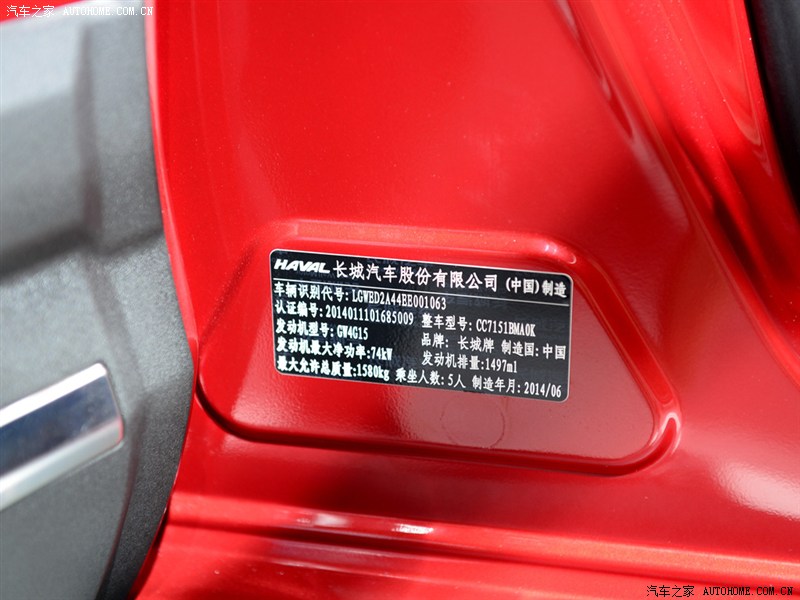 汽车之家 AUTOHOME.COM.CN
HAVAL 长城汽车股份有限公司(中国)制造
车辆识别代号:LGWED2A44EE001063
认证编号:2014011101685009 整车型号:CC7151BMA0K
发动机型号:GW4G15 品牌:长城牌 制造国:中国
发动机最大净功率:74kW 发动机排量:1497ml
最大允许总质量:1580kg 乘坐人数:5人 制造年月:2014/06
汽车之家 AUTOHOME.COM.CN